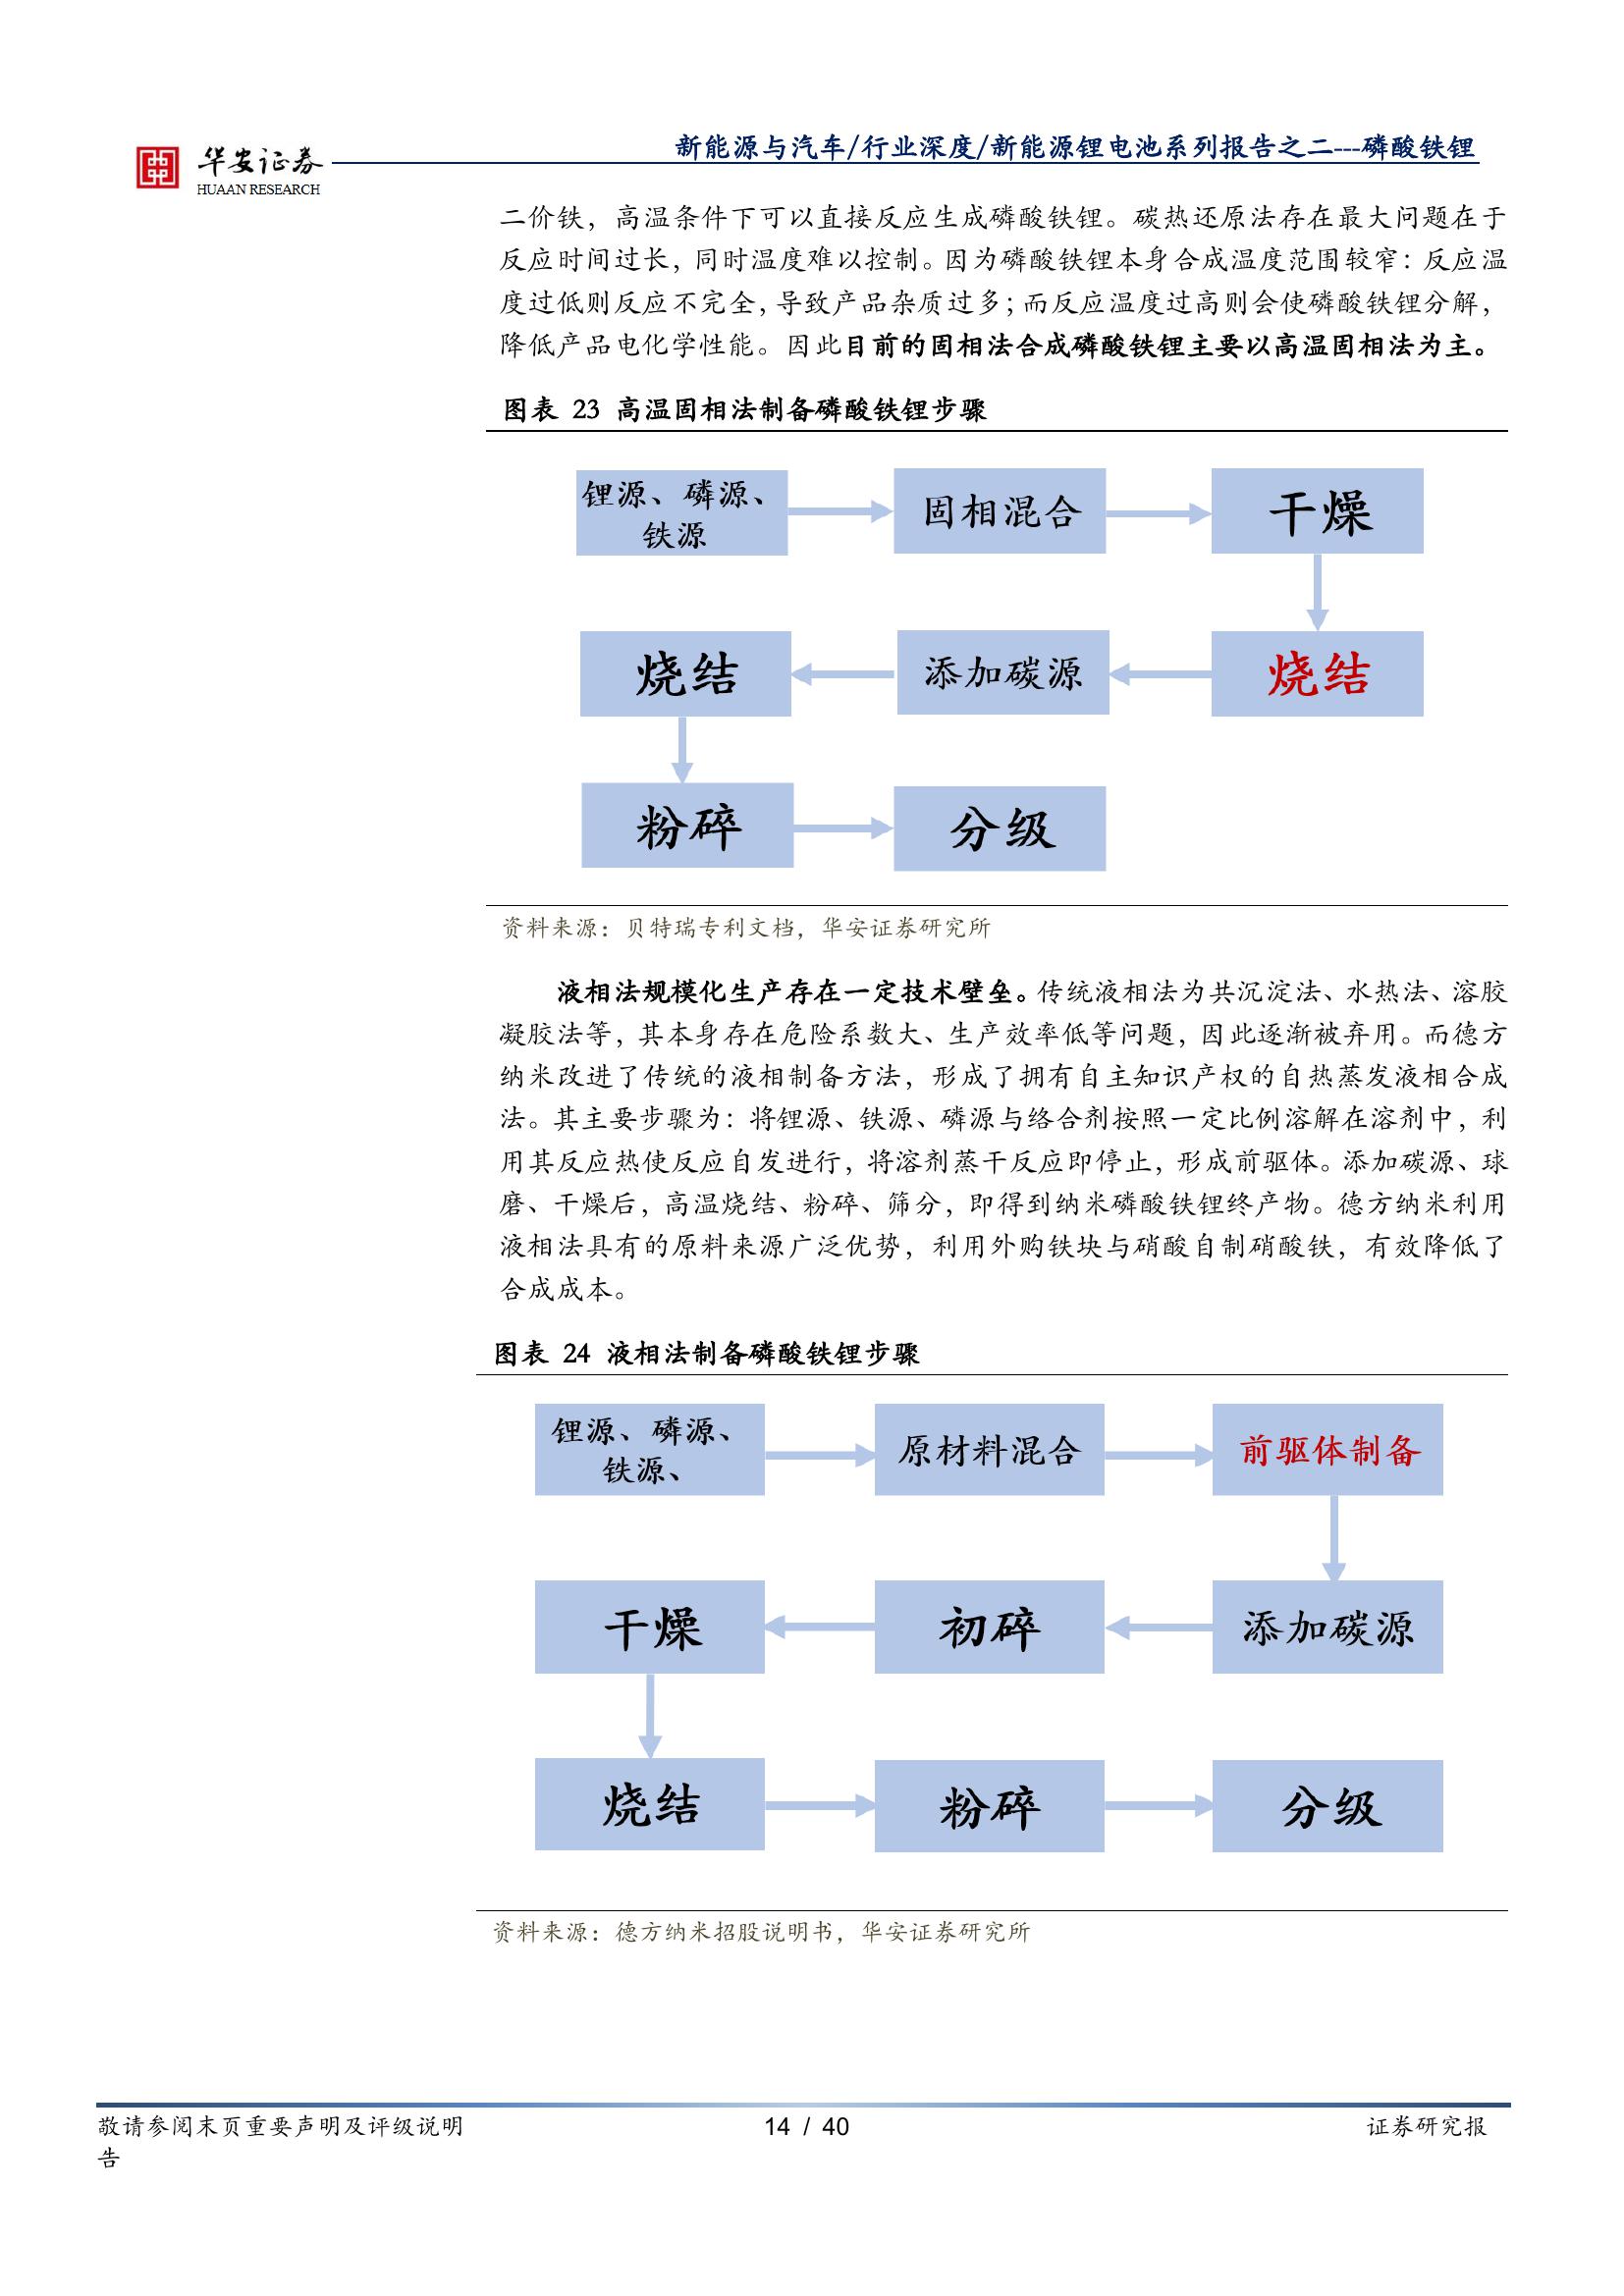 华安证券
HUAAN RESEARCH
新能源与汽车/行业深度/新能源锂电池系列报告之二---磷酸铁锂
二价铁，高温条件下可以直接反应生成磷酸铁锂。碳热还原法存在最大问题在于
反应时间过长，同时温度难以控制。因为磷酸铁锂本身合成温度范围较窄：反应温
度过低则反应不完全，导致产品杂质过多；而反应温度过高则会使磷酸铁锂分解，
降低产品电化学性能。因此目前的固相法合成磷酸铁锂主要以高温固相法为主。
图表 23 高温固相法制备磷酸铁锂步骤
锂源、磷源、
铁源
固相混合
干燥
烧结
添加碳源
烧结
粉碎
分级
资料来源：贝特瑞专利文档，华安证券研究所
液相法规模化生产存在一定技术壁垒。传统液相法为共沉淀法、水热法、溶胶
凝胶法等，其本身存在危险系数大、生产效率低等问题，因此逐渐被弃用。而德方
纳米改进了传统的液相制备方法，形成了拥有自主知识产权的自热蒸发液相合成
法。其主要步骤为：将锂源、铁源、磷源与络合剂按照一定比例溶解在溶剂中，利
用其反应热使反应自发进行，将溶剂蒸干反应即停止，形成前驱体。添加碳源、球
磨、干燥后，高温烧结、粉碎、筛分，即得到纳米磷酸铁锂终产物。德方纳米利用
液相法具有的原料来源广泛优势，利用外购铁块与硝酸自制硝酸铁，有效降低了
合成成本。
图表 24 液相法制备磷酸铁锂步骤
锂源、磷源、
铁源、
原材料混合
前驱体制备
添加碳源
初碎
干燥
烧结
粉碎
分级
资料来源：德方纳米招股说明书，华安证券研究所
敬请参阅末页重要声明及评级说明
14 / 40
证券研究报
告